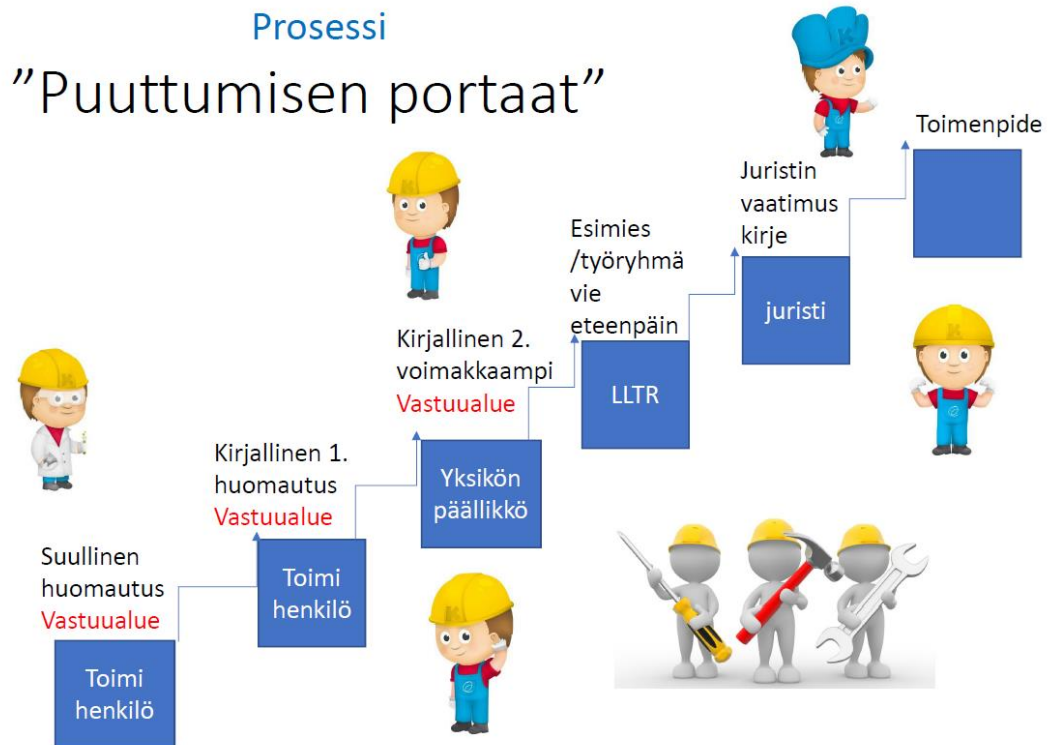 Prosessi
”Puuttumisen portaat”
Suullinen
huomautus
Vastuualue
Toimi
henkilö
Kirjallinen 1.
huomautus
Vastuualue
Toimi
henkilö
Kirjallinen 2.
voimakkaampi
Vastuualue
Yksikön
päällikkö
Esimies
/työryhmä
vie
eteenpäin
LLTR
Juristin
vaatimus
kirje
juristi
Toimenpide